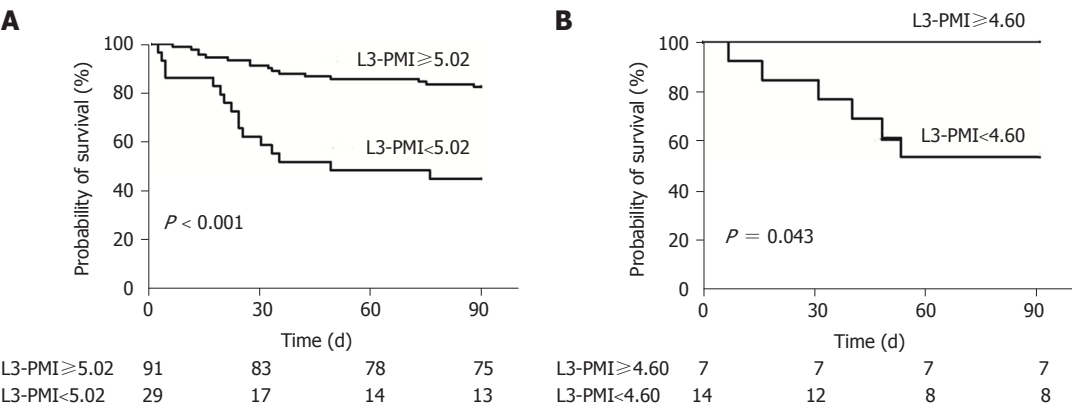 A
Probability of survival (%)
100
80
60
40
20
0
L3-PMI≥5.02
L3-PMI<5.02
P < 0.001
0 30 60 90
Time (d)
L3-PMI≥5.02 91 83 78 75
L3-PMI<5.02 29 17 14 13
B
Probability of survival (%)
100
80
60
40
20
0
L3-PMI≥4.60
L3-PMI<4.60
P = 0.043
0 30 60 90
Time (d)
L3-PMI≥4.60 7 7 7 7
L3-PMI<4.60 14 12 8 8